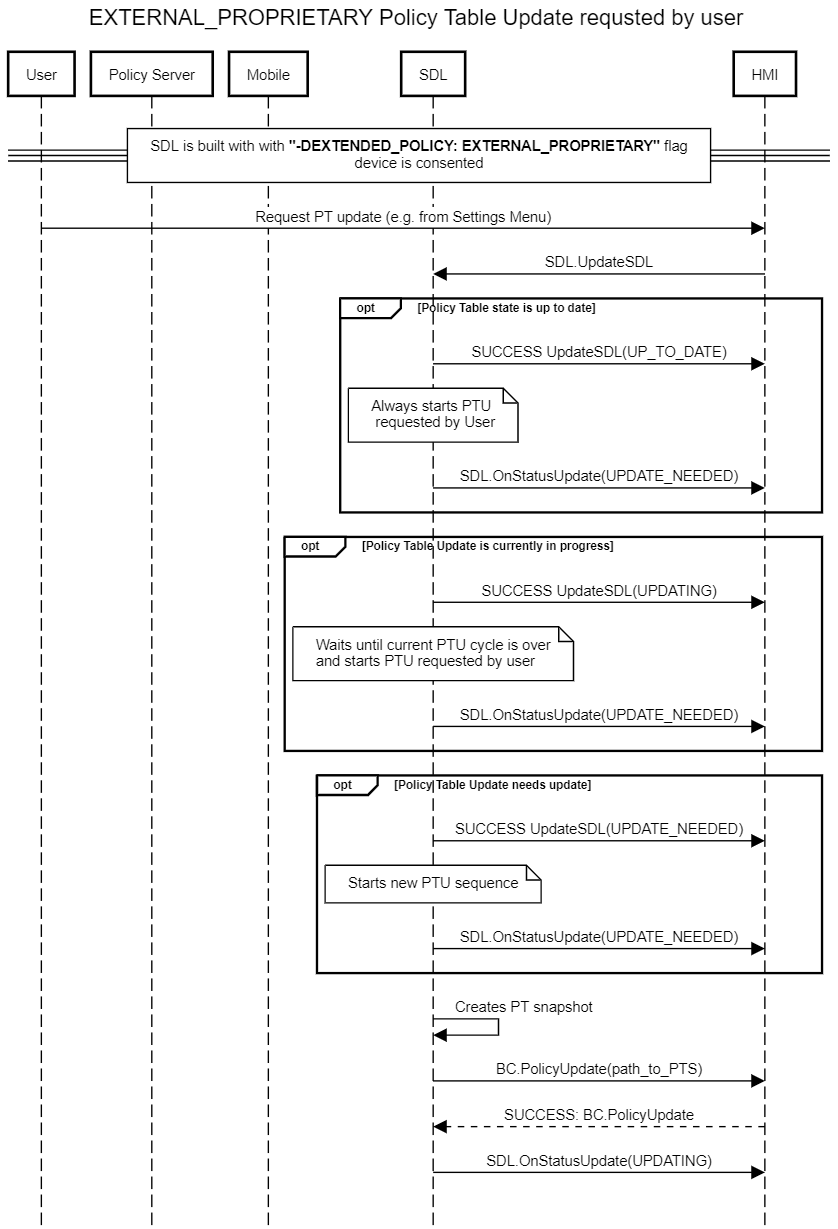 EXTERNAL_PROPRIETARY Policy Table Update requsted by user
User
Policy Server
Mobile
SDL
HMI
SDL is built with with "-DEXTENDED_POLICY: EXTERNAL_PROPRIETARY" flag
device is consented
Request PT update (e.g. from Settings Menu)
SDL.UpdateSDL
opt
[Policy Table state is up to date]
SUCCESS UpdateSDL(UP_TO_DATE)
Always starts PTU
requested by User
SDL.OnStatusUpdate(UPDATE_NEEDED)
opt
[Policy Table Update is currently in progress]
SUCCESS UpdateSDL(UPDATING)
Waits until current PTU cycle is over
and starts PTU requested by user
SDL.OnStatusUpdate(UPDATE_NEEDED)
opt
[Policy Table Update needs update]
SUCCESS UpdateSDL(UPDATE_NEEDED)
Starts new PTU sequence
SDL.OnStatusUpdate(UPDATE_NEEDED)
Creates PT snapshot
BC.PolicyUpdate(path_to_PTS)
SUCCESS: BC.PolicyUpdate
SDL.OnStatusUpdate(UPDATING)